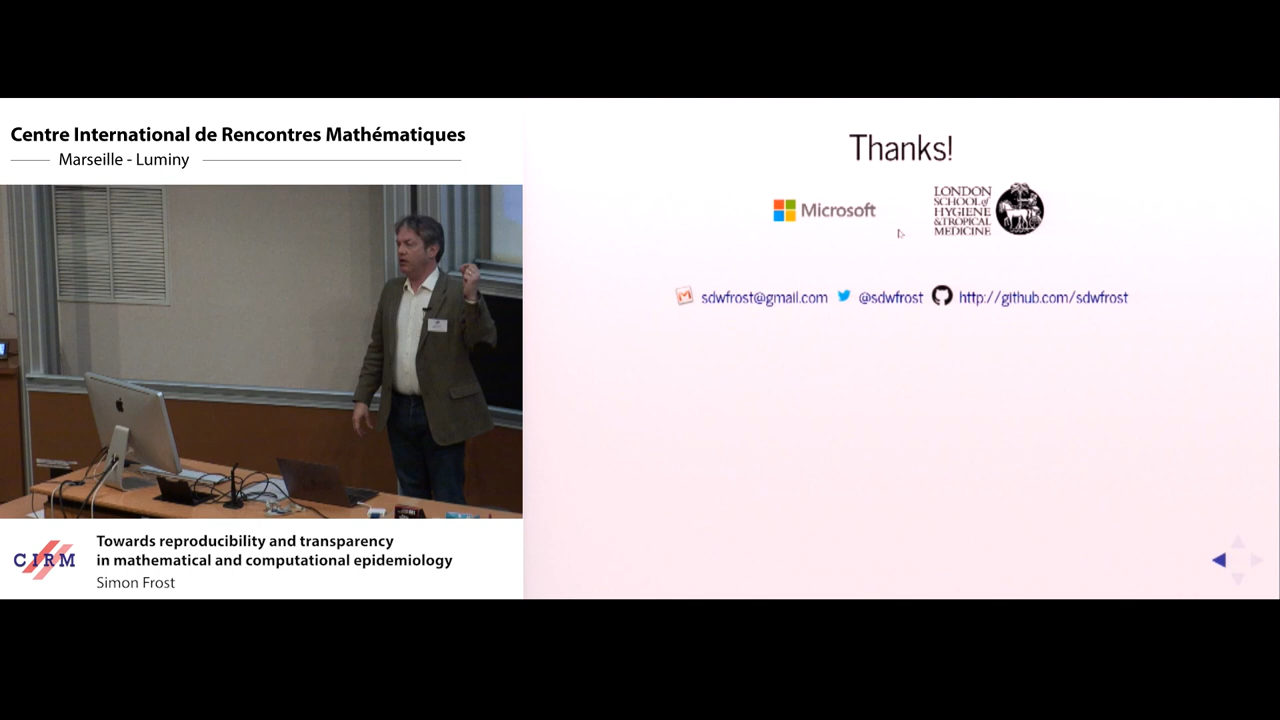 Centre International de Rencontres Mathématiques
Marseille - Luminy
Thanks!
Microsoft
LONDON
SCHOOL of
HYGIENE
& TROPICAL
MEDICINE
sdwfrost@gmail.com @sdwfrost http://github.com/sdwfrost
CIRM
Towards reproducibility and transparency
in mathematical and computational epidemiology
Simon Frost